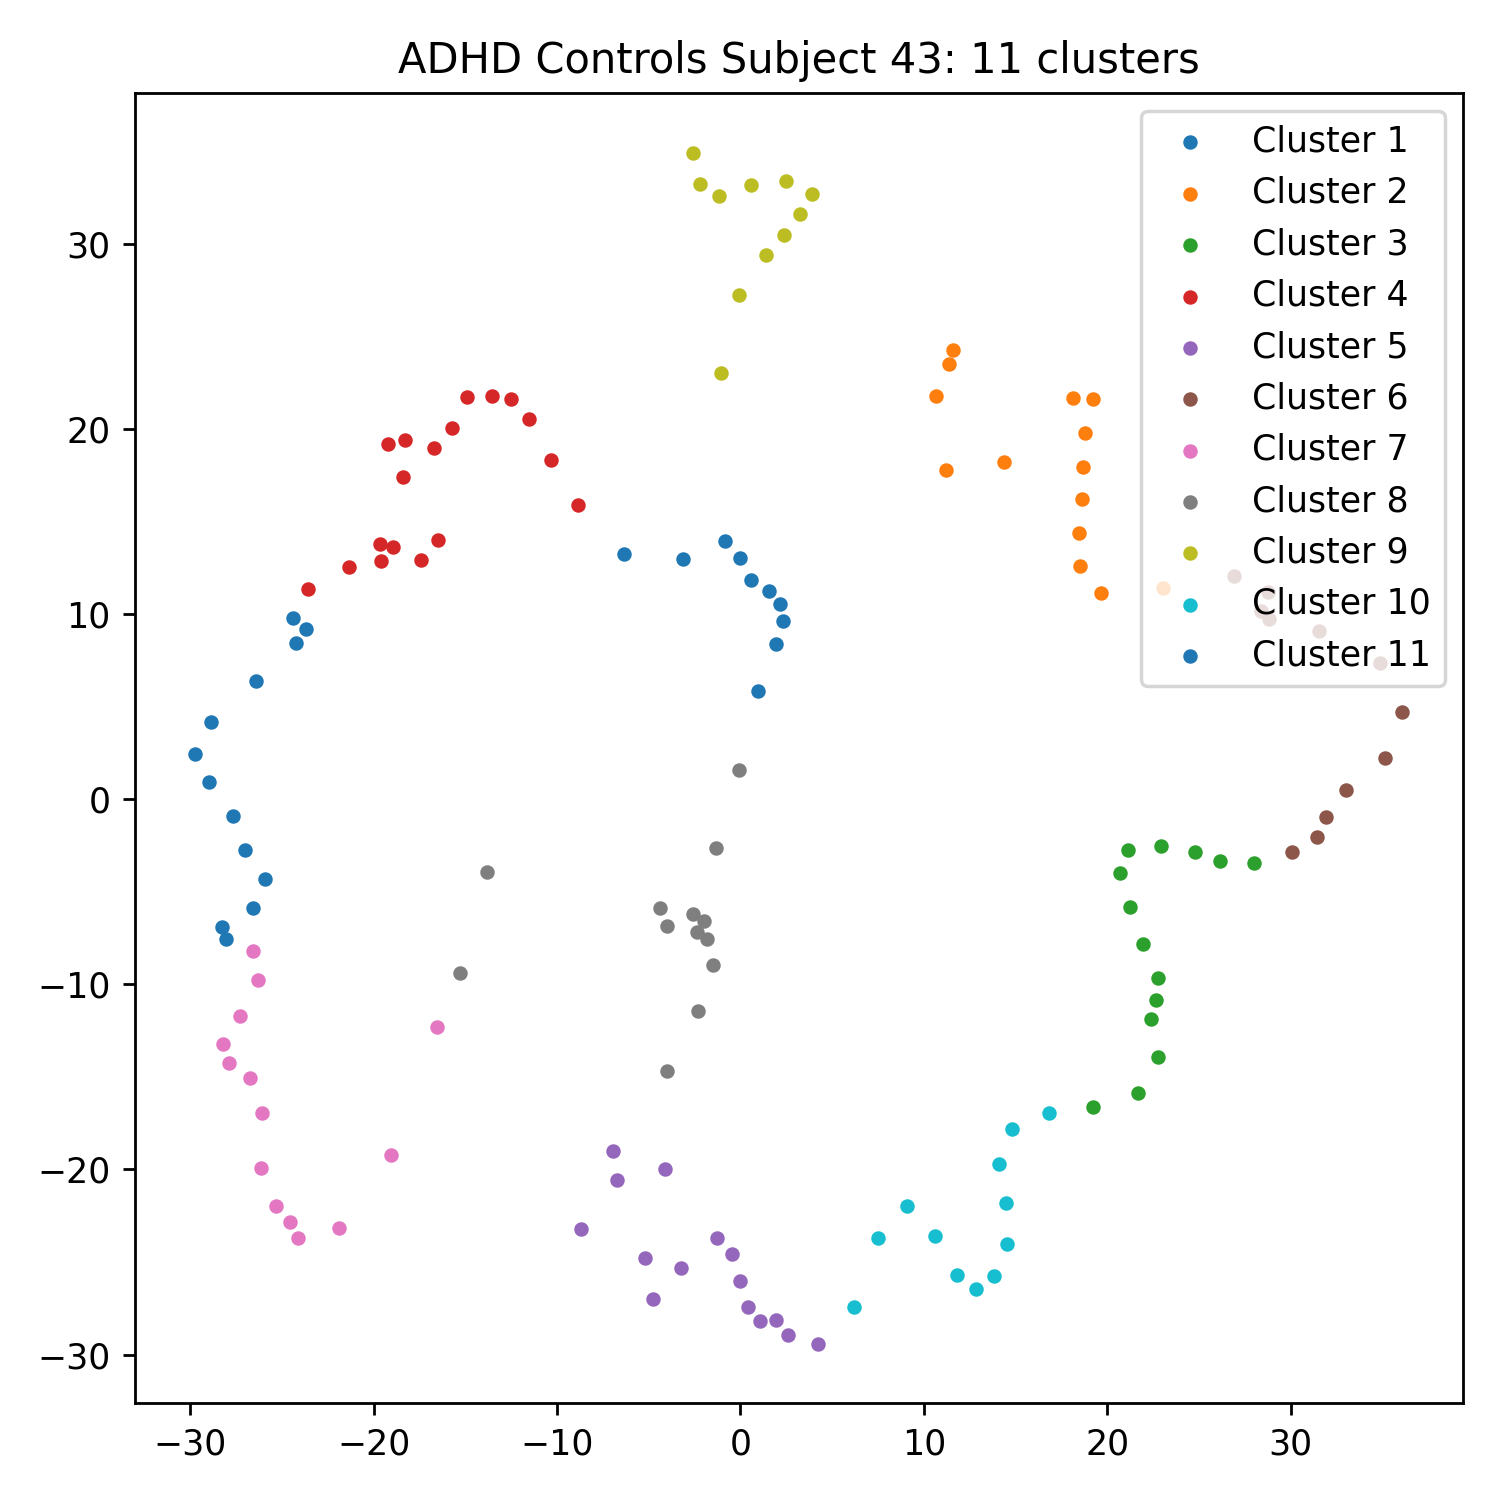 ADHD Controls Subject 43: 11 clusters
Cluster 1
Cluster 2
Cluster 3
Cluster 4
Cluster 5
Cluster 6
Cluster 7
Cluster 8
Cluster 9
Cluster 10
Cluster 11
30
20
10
0
−10
−20
−30
−30 −20 −10 0 10 20 30